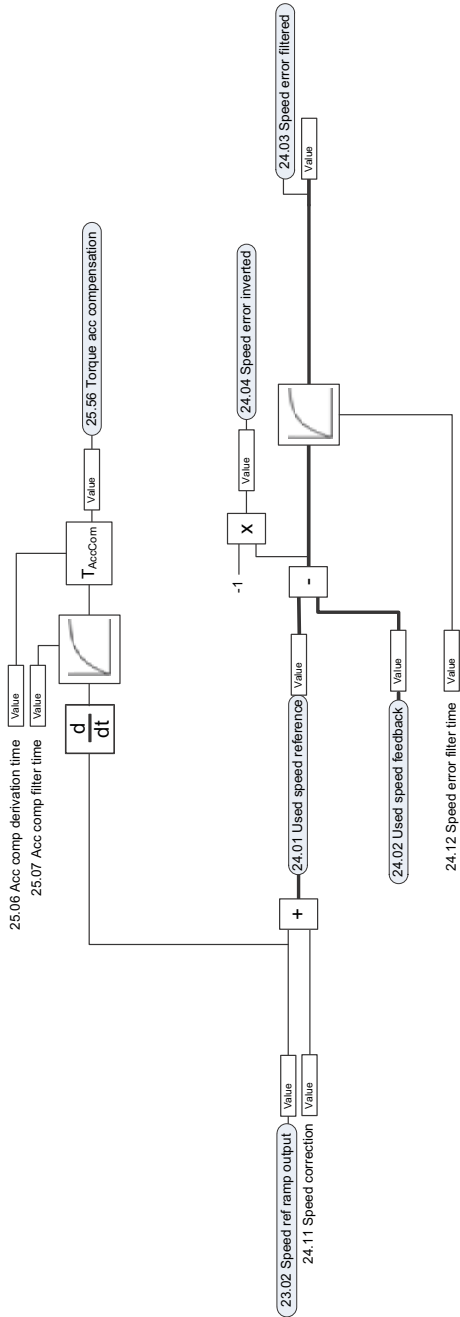 25.06 Acc comp derivation time
Value
25.07 Acc comp filter time
Value
d
dt
TAccCom
Value
25.56 Torque acc compensation
23.02 Speed ref ramp output
Value
24.11 Speed correction
Value
+
24.01 Used speed reference
Value
-
-1
X
Value
24.04 Speed error inverted
24.02 Used speed feedback
Value
24.12 Speed error filter time
Value
Value
24.03 Speed error filtered